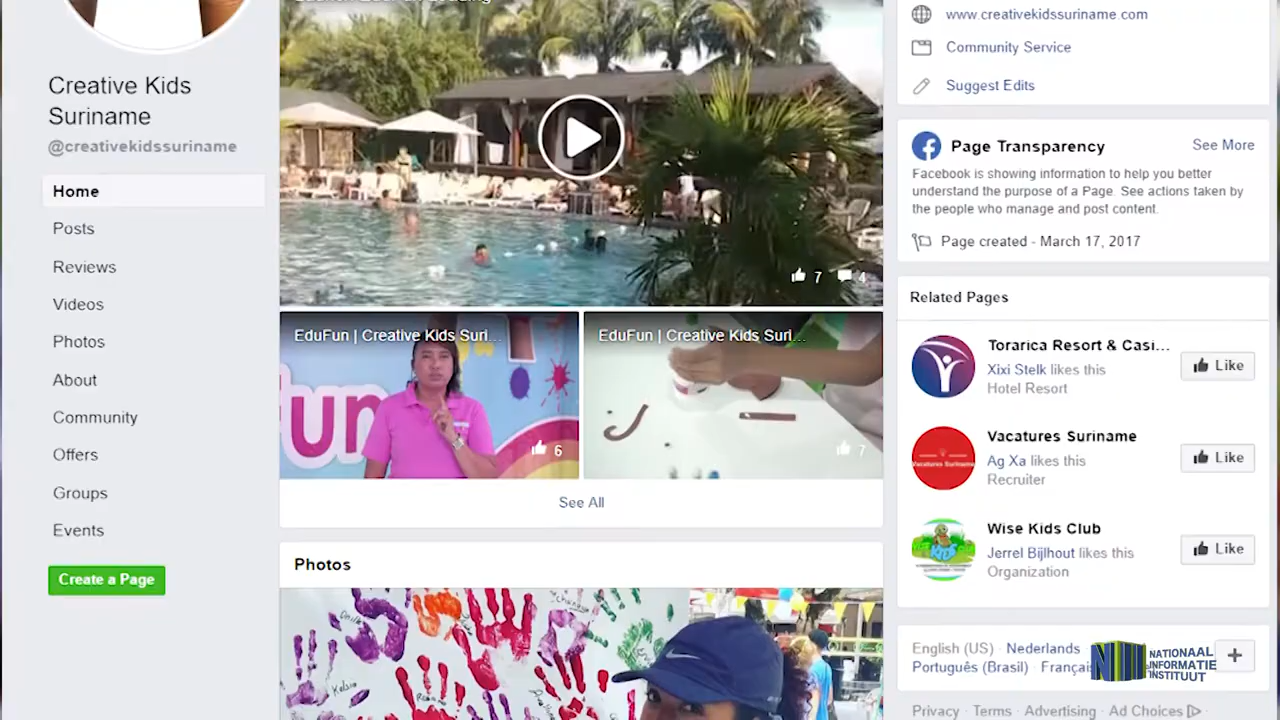 Creative Kids
Suriname
@creativekidssuriname
Home
Posts
Reviews
Videos
Photos
About
Community
Offers
Groups
Events
Create a Page
7
4
EduFun | Creative Kids Suri...
Fun
6
EduFun | Creative Kids Suri...
7
See All
Photos
www.creativekidssuriname.com
Community Service
Suggest Edits
Page Transparency
See More
Facebook is showing information to help you better
understand the purpose of a Page. See actions taken by
the people who manage and post content.
Page created - March 17, 2017
Related Pages
Torarica Resort & Casi...
Xixi Stelk likes this
Hotel Resort
Like
Vacatures Suriname
Vacatures Suriname
Ag Xa likes this
Recruiter
Like
Wise Kids Club
Jerrel Bijlhout likes this
Organization
Like
English (US) · Nederlands ·
Português (Brasil) · Français
NATIONAAL
INFORMATIE
INSTITUUT
Privacy · Terms · Advertising · Ad Choices